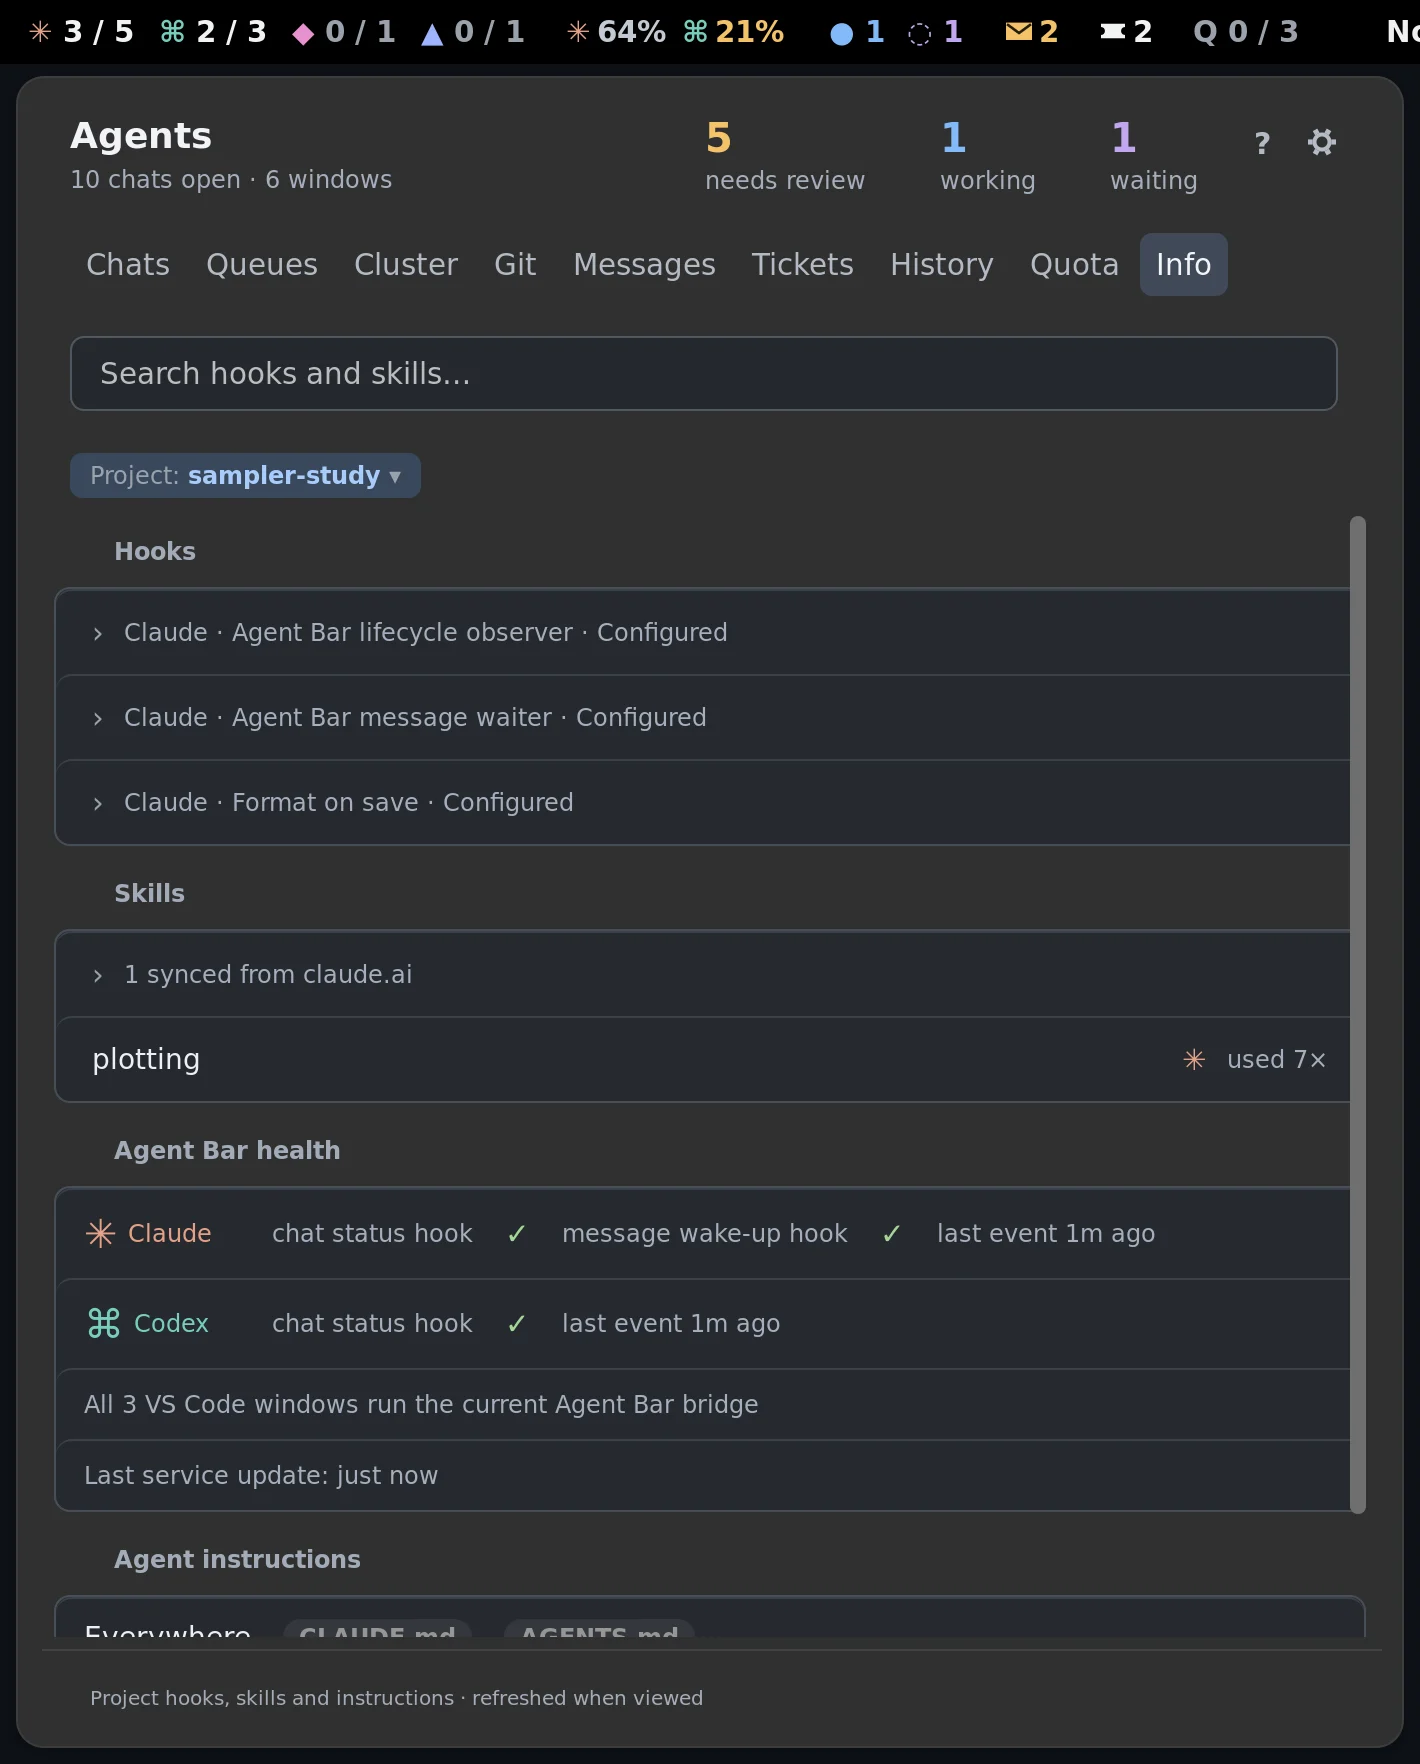 ✳ 3 / 5 ⌘ 2 / 3 ◆ 0 / 1 ▲ 0 / 1 ✳ 64% ⌘ 21% ● 1 ◌ 1 2 2 Q 0 / 3 No
Agents 5 1 1 ?
10 chats open · 6 windows needs review working waiting
Chats Queues Cluster Git Messages Tickets History Quota Info
Search hooks and skills…
Project: sampler-study ▾
Hooks
› Claude · Agent Bar lifecycle observer · Configured
› Claude · Agent Bar message waiter · Configured
› Claude · Format on save · Configured
Skills
› 1 synced from claude.ai
plotting ✳ used 7×
Agent Bar health
✳ Claude chat status hook ✓ message wake-up hook ✓ last event 1m ago
⌘ Codex chat status hook ✓ last event 1m ago
All 3 VS Code windows run the current Agent Bar bridge
Last service update: just now
Agent instructions
Everywhere CLAUDE.md AGENTS.md
Project hooks, skills and instructions · refreshed when viewed